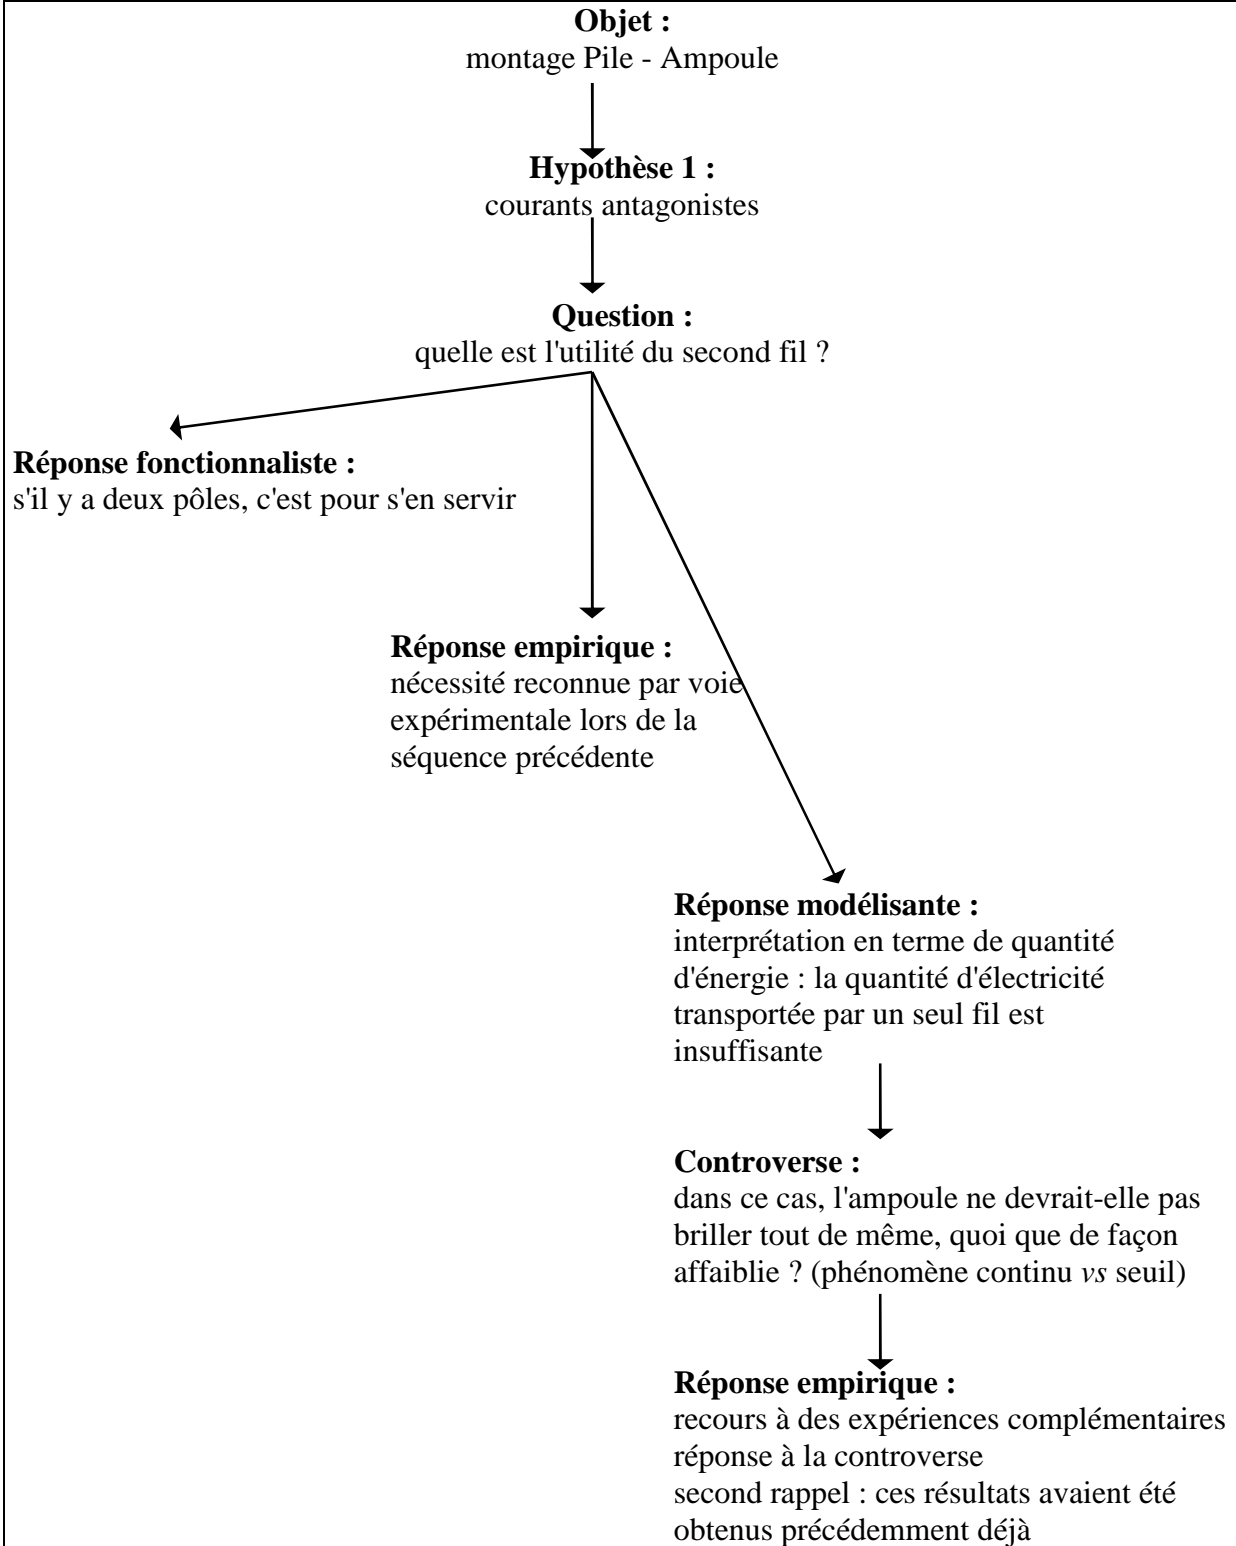 Objet :
montage Pile - Ampoule
Hypothèse 1 :
courants antagonistes
Question :
quelle est l'utilité du second fil ?
Réponse fonctionnaliste :
s'il y a deux pôles, c'est pour s'en servir
Réponse empirique :
nécessité reconnue par voie
expérimentale lors de la
séquence précédente
Réponse modélisante :
interprétation en terme de quantité
d'énergie : la quantité d'électricité
transportée par un seul fil est
insuffisante
Controverse :
dans ce cas, l'ampoule ne devrait-elle pas
briller tout de même, quoi que de façon
affaiblie ? (phénomène continu vs seuil)
Réponse empirique :
recours à des expériences complémentaires
réponse à la controverse
second rappel : ces résultats avaient été
obtenus précédemment déjà